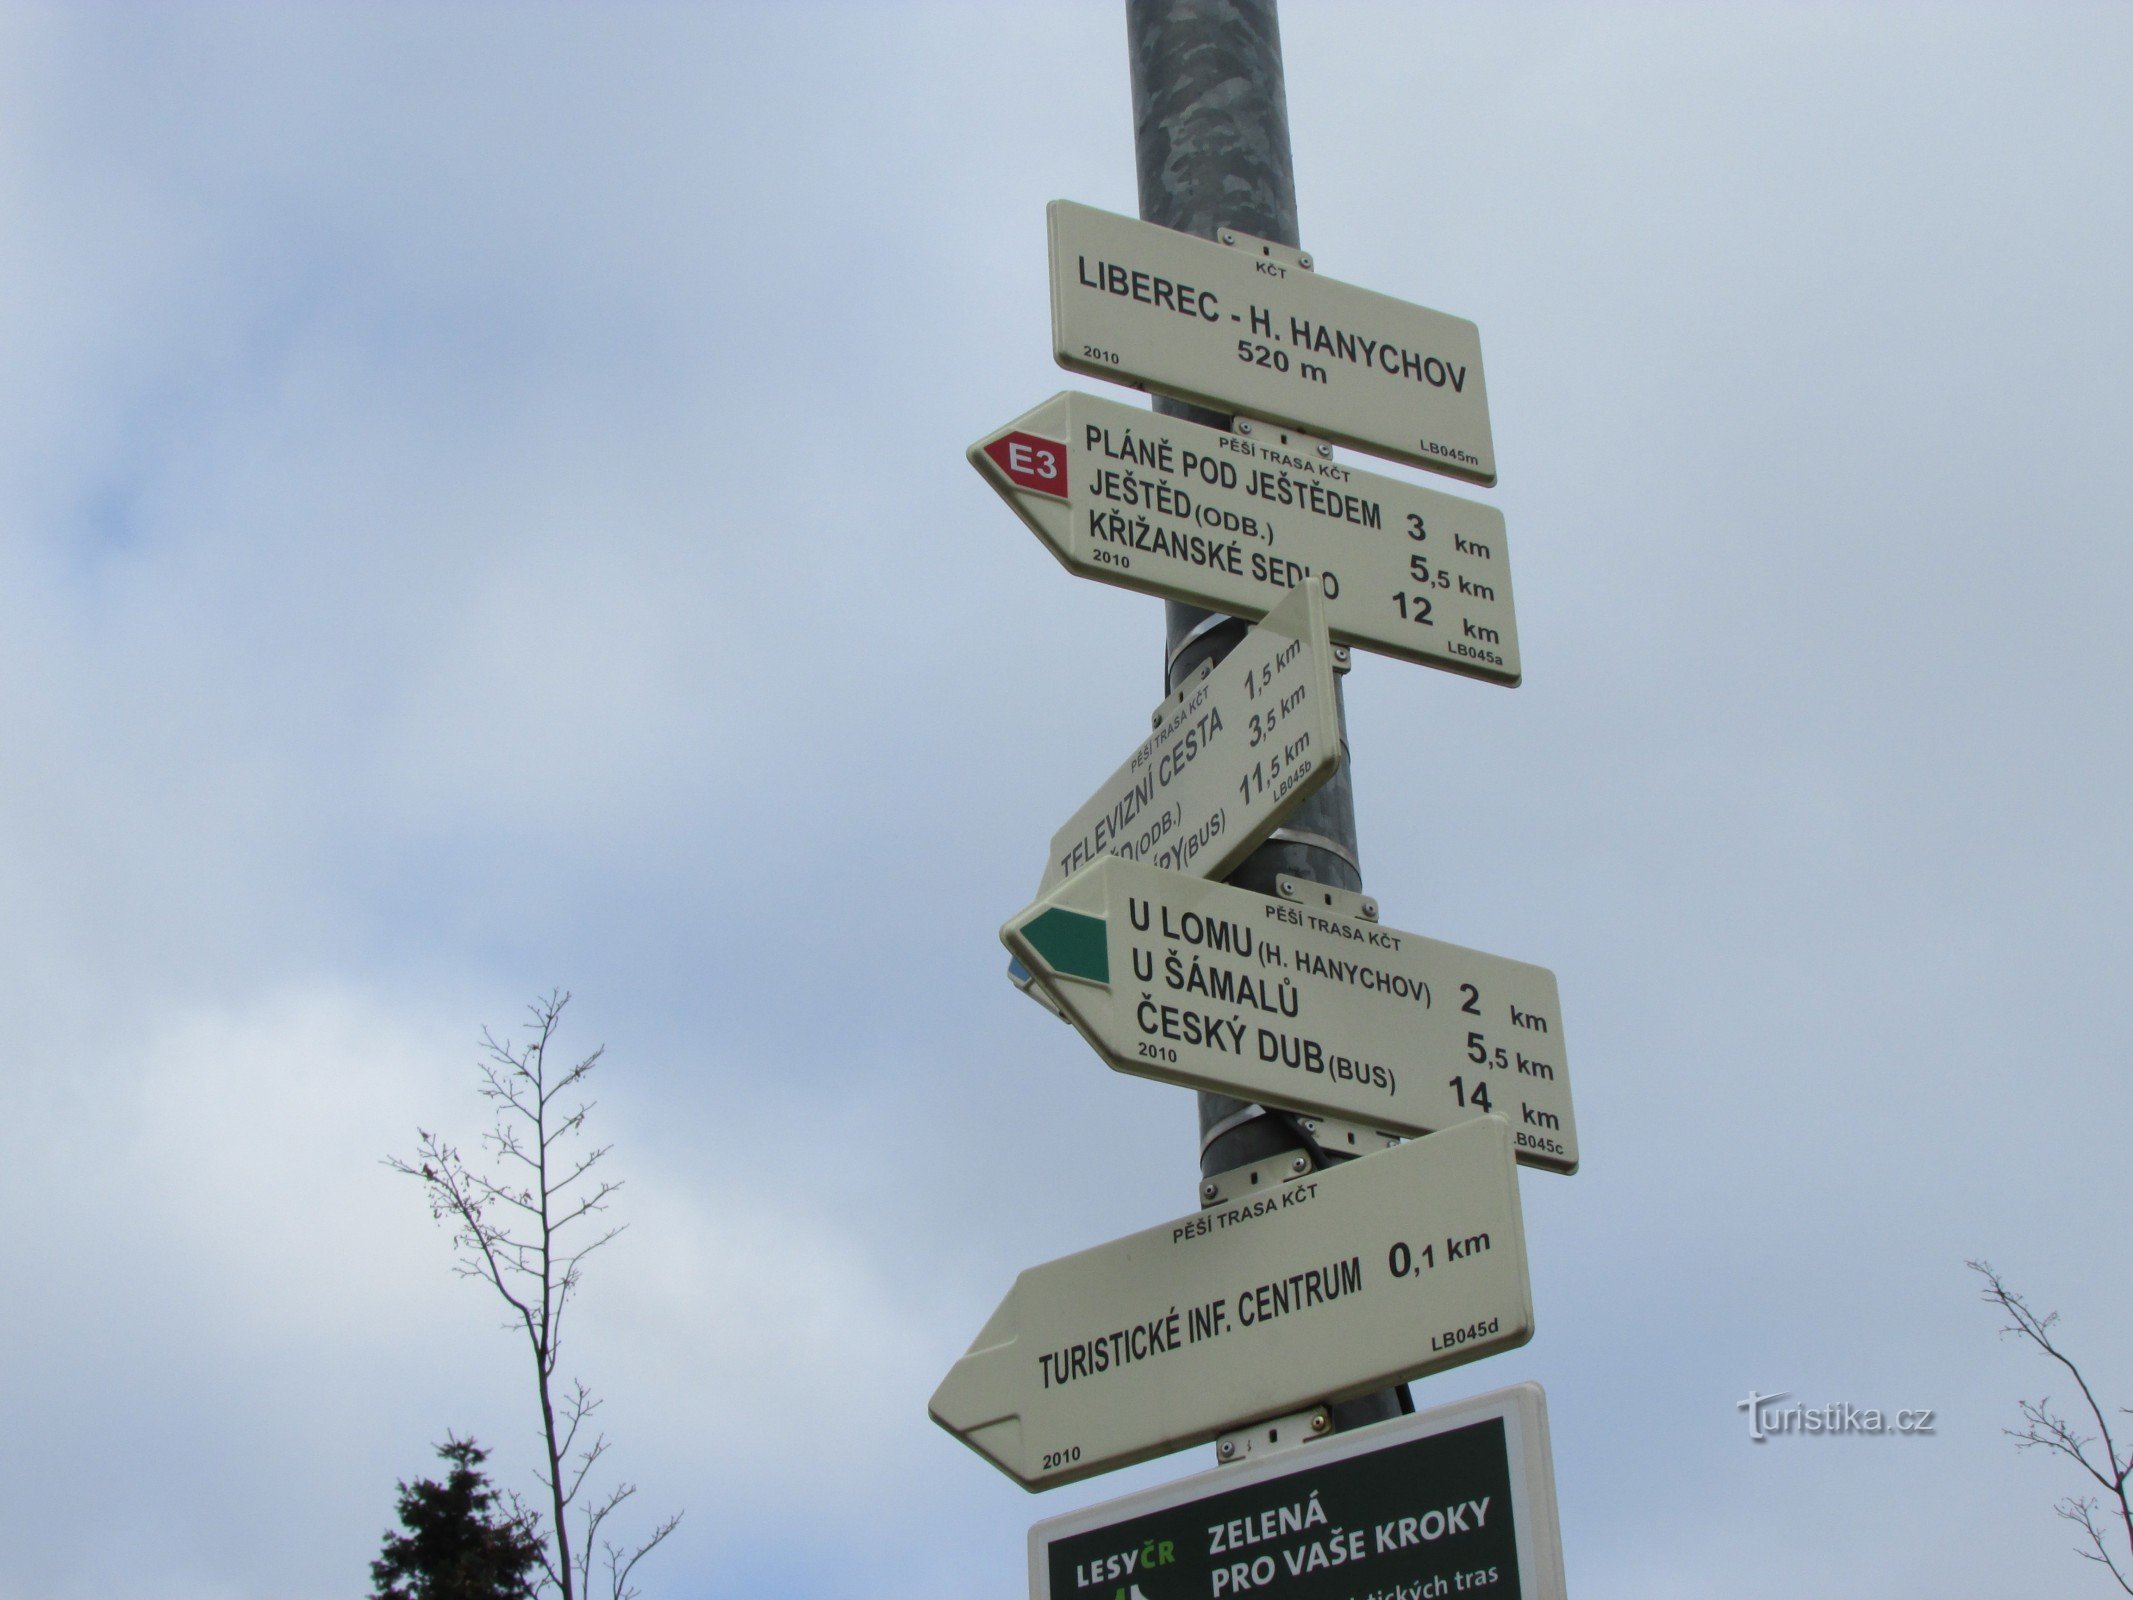 KČT
LIBEREC - H. HANYCHOV
520 m
2010
LB045m
PĚŠÍ TRASA KČT
E3
PLÁNĚ POD JEŠTĚDEM 3 km
JEŠTĚD (ODB.) 5,5 km
KŘIŽANSKÉ SEDLO 12 km
2010
LB045a
PĚŠÍ TRASA KČT
TELEVIZNÍ CESTA 1,5 km
(ODB.) 3,5 km
(BUS) 11,5 km
LB045b
PĚŠÍ TRASA KČT
U LOMU (H. HANYCHOV) 2 km
U ŠÁMALŮ 5,5 km
ČESKÝ DUB (BUS) 14 km
2010
LB045c
PĚŠÍ TRASA KČT
TURISTICKÉ INF. CENTRUM 0,1 km
LB045d
2010
LESY ČR
ZELENÁ
PRO VAŠE KROKY
tras
Turistika.cz